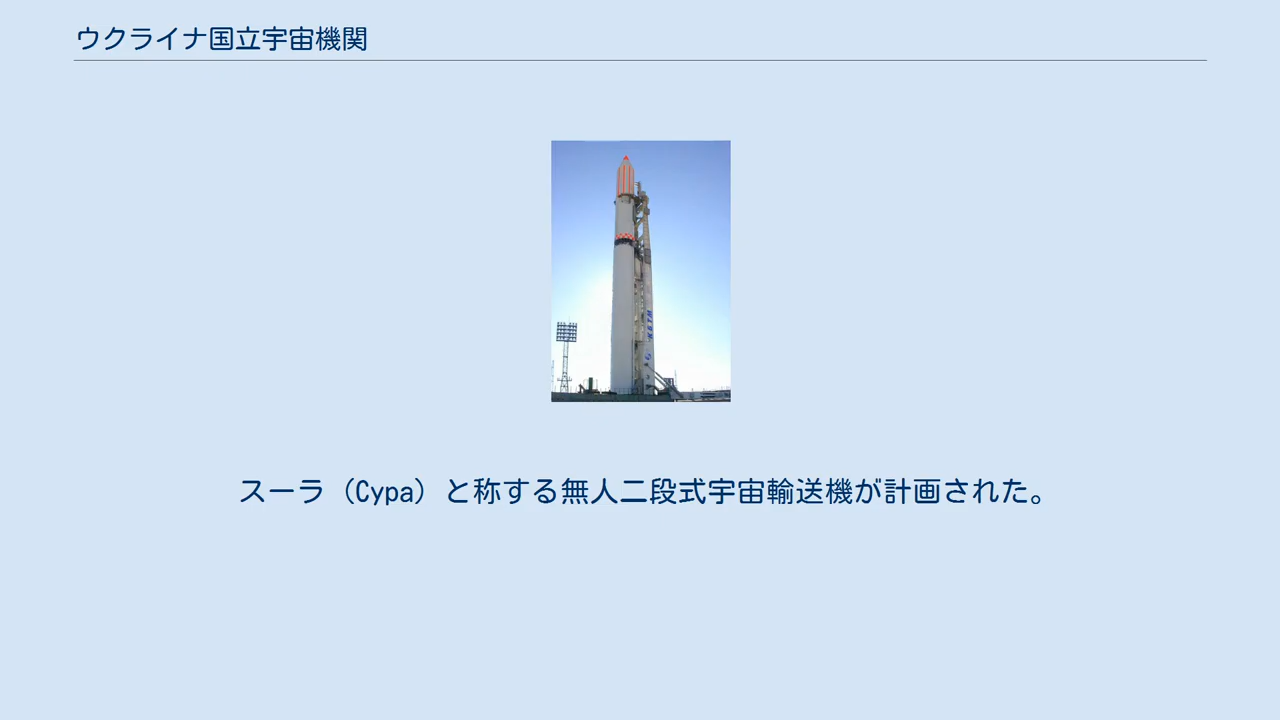 ウクライナ国立宇宙機関
スーラ（Сура）と称する無人二段式宇宙輸送機が計画された。